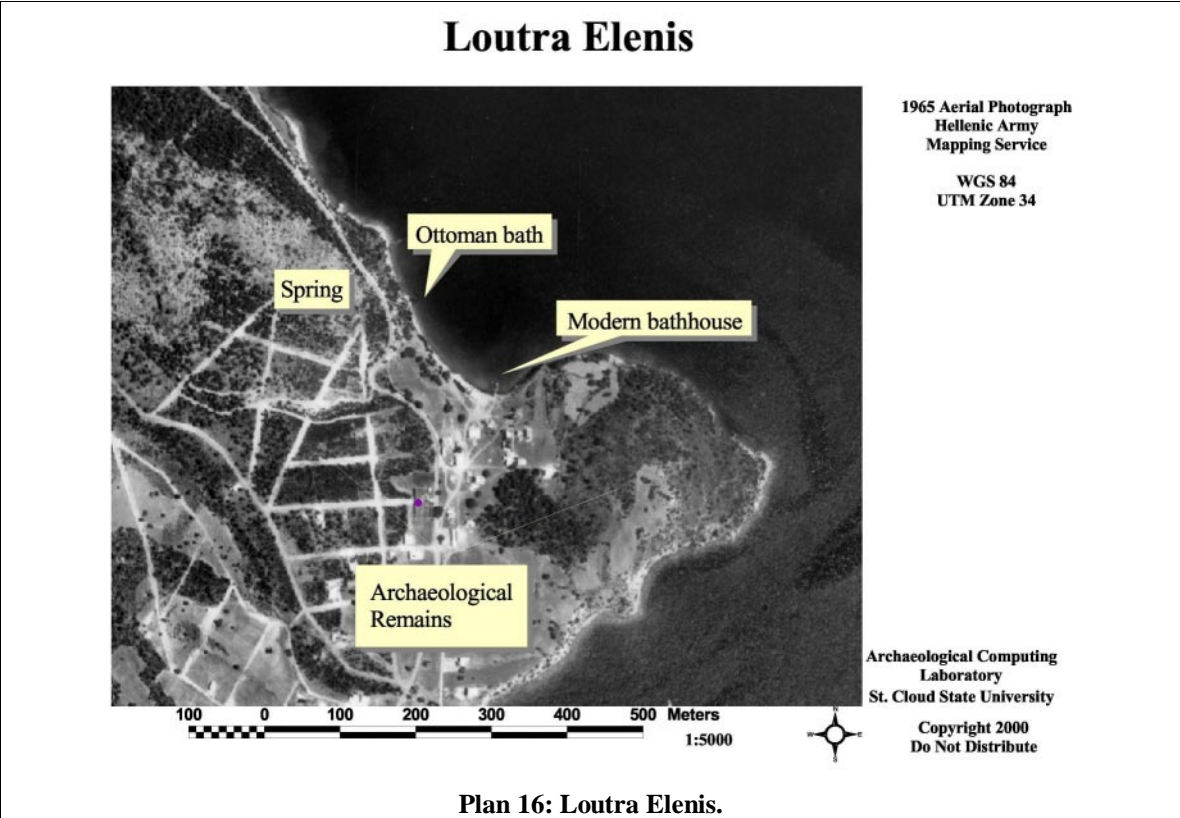 Loutra Elenis
1965 Aerial Photograph
Hellenic Army
Mapping Service
WGS 84
UTM Zone 34
Ottoman bath
Spring
Modern bathhouse
Archaeological
Remains
Archaeological Computing
Laboratory
St. Cloud State University
100 0 100 200 300 400 500 Meters
1:5000
N
W E
S
Copyright 2000
Do Not Distribute
Plan 16: Loutra Elenis.